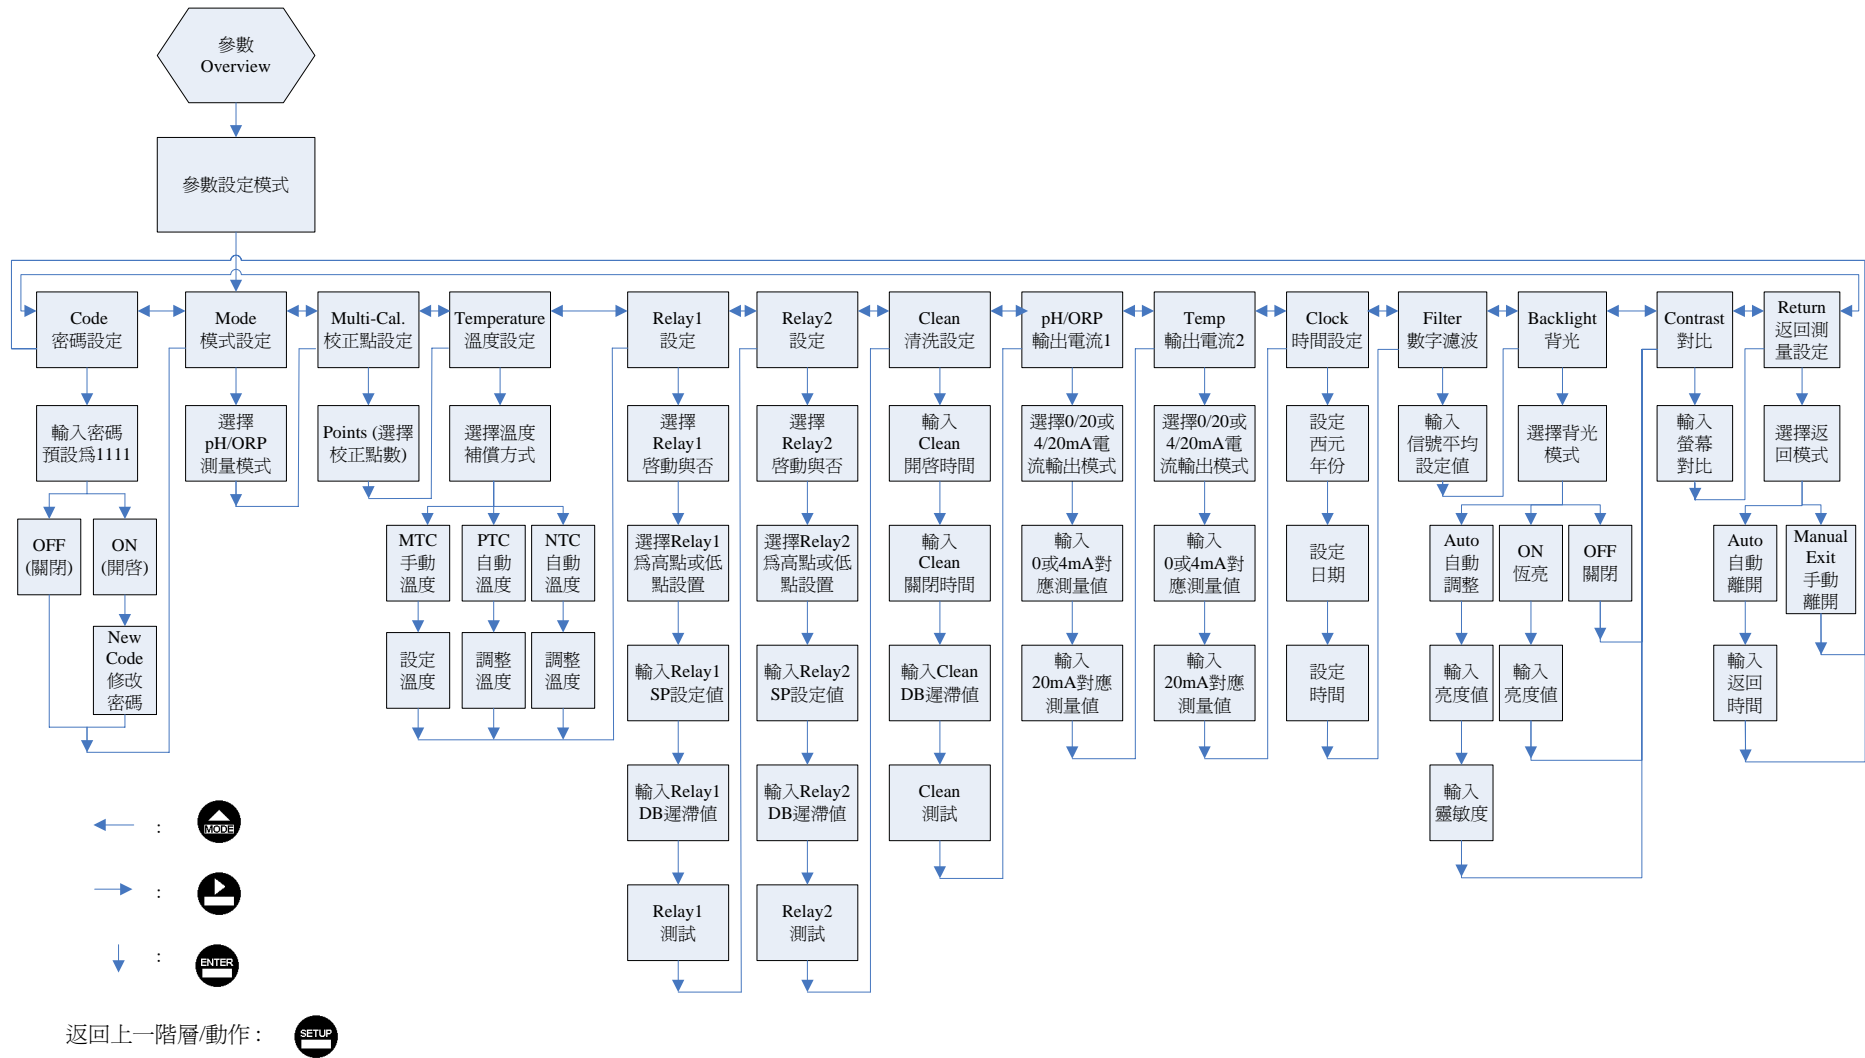 參數
Overview
參數設定模式
Code
密碼設定
Mode
模式設定
Multi-Cal.
校正點設定
Temperature
溫度設定
Relay1
設定
Relay2
設定
Clean
清洗設定
pH/ORP
輸出電流1
Temp
輸出電流2
Clock
時間設定
Filter
數字濾波
Backlight
背光
Contrast
對比
Return
返回測
量設定
輸入密碼
預設爲1111
選擇
pH/ORP
測量模式
Points (選擇
校正點數)
選擇溫度
補償方式
選擇
Relay1
啓動與否
選擇
Relay2
啓動與否
輸入
Clean
開啓時間
選擇0/20或
4/20mA電
流輸出模式
選擇0/20或
4/20mA電
流輸出模式
設定
西元
年份
輸入
信號平均
設定值
選擇背光
模式
輸入
螢幕
對比
選擇返
回模式
OFF
(關閉)
ON
(開啓)
MTC
手動
溫度
PTC
自動
溫度
NTC
自動
溫度
選擇Relay1
爲高點或低
點設置
選擇Relay2
爲高點或低
點設置
輸入
Clean
關閉時間
輸入
0或4mA對
應測量值
輸入
0或4mA對
應測量值
設定
日期
Auto
自動
調整
ON
恆亮
OFF
關閉
Auto
自動
離開
Manual
Exit
手動
離開
New
Code
修改
密碼
設定
溫度
調整
溫度
調整
溫度
輸入Relay1
SP設定值
輸入Relay2
SP設定值
輸入Clean
DB遲滯值
輸入
20mA對應
測量值
輸入
20mA對應
測量值
設定
時間
輸入
亮度值
輸入
亮度值
輸入
返回
時間
輸入Relay1
DB遲滯值
輸入Relay2
DB遲滯值
Clean
測試
輸入
靈敏度
Relay1
測試
Relay2
測試
: MODE
:
: ENTER
返回上一階層/動作 : SETUP